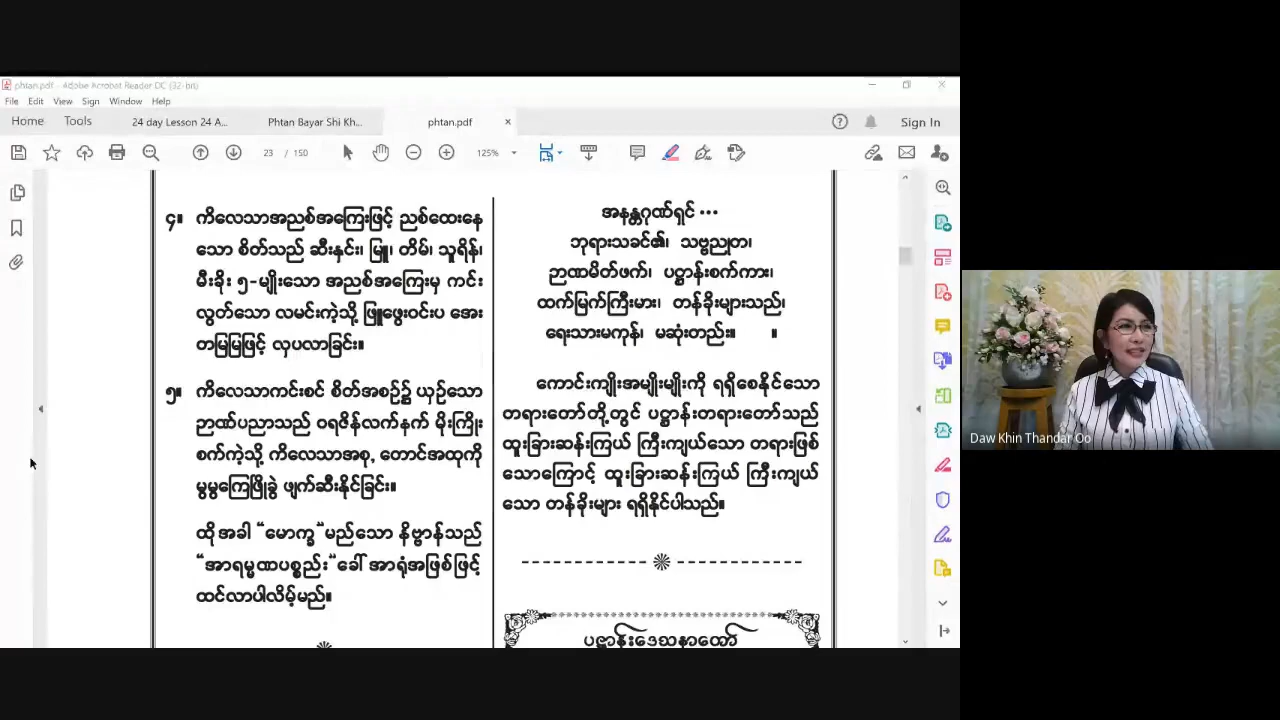 phtan.pdf - Adobe Acrobat Reader DC (32-bit)
File Edit View Sign Window Help
Home Tools 24 day Lesson 24 A... Phtan Bayar Shi Kh... phtan.pdf × Sign In
23 / 150 125%
၄။ ကိလေသာအညစ်အကြေးဖြင့် ညစ်ထေးနေ
သော စိတ်သည် ဆီးနှင်း၊ မြူ၊ တိမ်၊ သူရိန်၊
မီးခိုး ၅-မျိုးသော အညစ်အကြေးမှ ကင်း
လွတ်သော လမင်းကဲ့သို့ ဖြူဖွေးဝင်းပ အေး
တမြမြဖြင့် လှပလာခြင်း။
၅။ ကိလေသာကင်းစင် စိတ်အစဉ်၌ ယှဉ်သော
ဉာဏ်ပညာသည် ဝရဇိန်လက်နက် မိုးကြိုး
စက်ကဲ့သို့ ကိလေသာအစု, တောင်အထုကို
မွမွကြေဖြိုခွဲ ဖျက်ဆီးနိုင်ခြင်း။
ထိုအခါ “မောက္ခ”မည်သော နိဗ္ဗာန်သည်
“အာရမ္မဏပစ္စည်း”ခေါ် အာရုံအဖြစ်ဖြင့်
ထင်လာပါလိမ့်မည်။
အနန္တဂုဏ်ရှင် ...
ဘုရားသခင်၏၊ သဗ္ဗညုတ၊
ဉာဏမိတ်ဖက်၊ ပဋ္ဌာန်းစက်ကား၊
ထက်မြက်ကြီးမား၊ တန်ခိုးများသည်၊
ရေးသားမကုန်၊ မဆုံးတည်း။ ။
ကောင်းကျိုးအမျိုးမျိုးကို ရရှိစေနိုင်သော
တရားတော်တို့တွင် ပဋ္ဌာန်းတရားတော်သည်
ထူးခြားဆန်းကြယ် ကြီးကျယ်သော တရားဖြစ်
သောကြောင့် ထူးခြားဆန်းကြယ် ကြီးကျယ်
သော တန်ခိုးများ ရရှိနိုင်ပါသည်။
ပဋ္ဌာန်းဒေသနာတော်
Daw Khin Thandar Oo